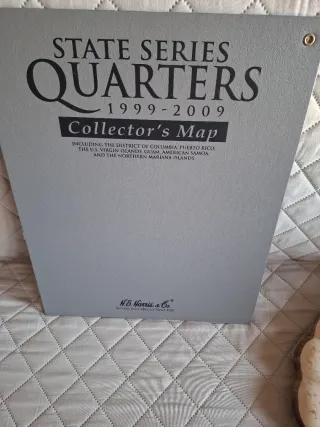 STATE SERIES
QUARTERS
1999-2009
Collector's Map
INCLUDING THE DISTRICT OF COLUMBIA, PUERTO RICO,
THE U.S. VIRGIN ISLANDS, GUAM, AMERICAN SAMOA,
AND THE NORTHERN MARIANA ISLANDS
H.E. Harris & Co.